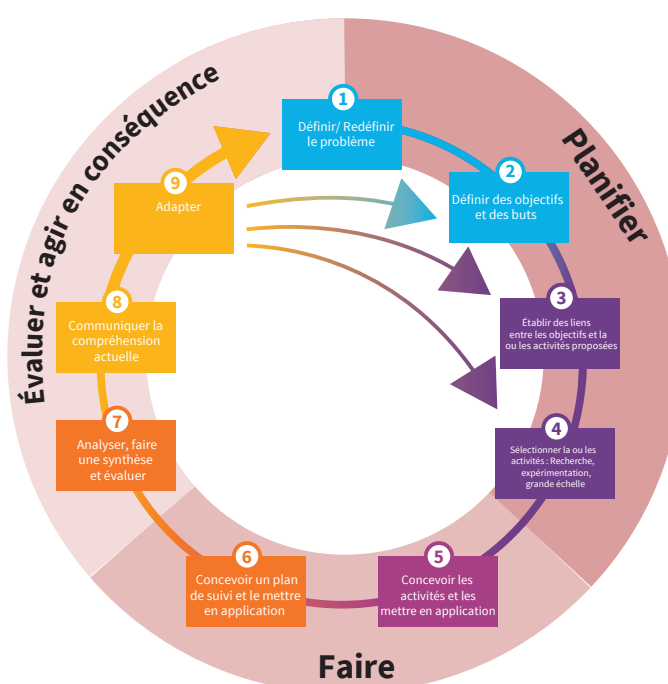 Évaluer et agir en conséquence
Planifier
Faire
1
Définir/ Redéfinir
le problème
2
Définir des objectifs
et des buts
3
Établir des liens
entre les objectifs et la
ou les activités proposées
4
Sélectionner la ou les
activités : Recherche,
expérimentation,
grande échelle
5
Concevoir les
activités et les
mettre en application
6
Concevoir un plan
de suivi et le mettre
en application
7
Analyser, faire
une synthèse
et évaluer
8
Communiquer la
compréhension
actuelle
9
Adapter